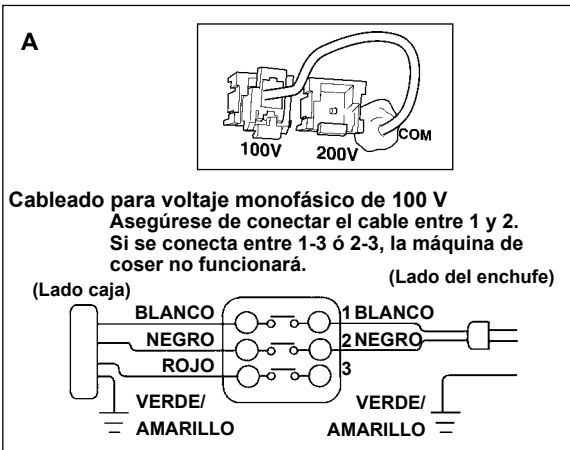 A
100V 200V COM
Cableado para voltaje monofásico de 100 V
Asegúrese de conectar el cable entre 1 y 2.
Si se conecta entre 1-3 ó 2-3, la máquina de
coser no funcionará.
(Lado caja)
(Lado del enchufe)
BLANCO 1 BLANCO
NEGRO 2 NEGRO
ROJO 3
VERDE/
AMARILLO
VERDE/
AMARILLO